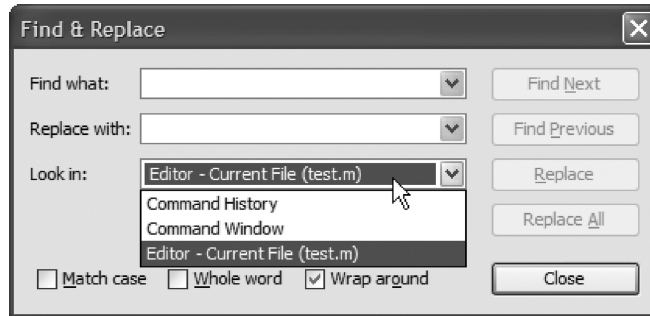 Find & Replace
Find what:
Find Next
Replace with:
Find Previous
Look in:
Editor - Current File (test.m)
Replace
Command History
Command Window
Editor - Current File (test.m)
Replace All
Match case
Whole word
Wrap around
Close